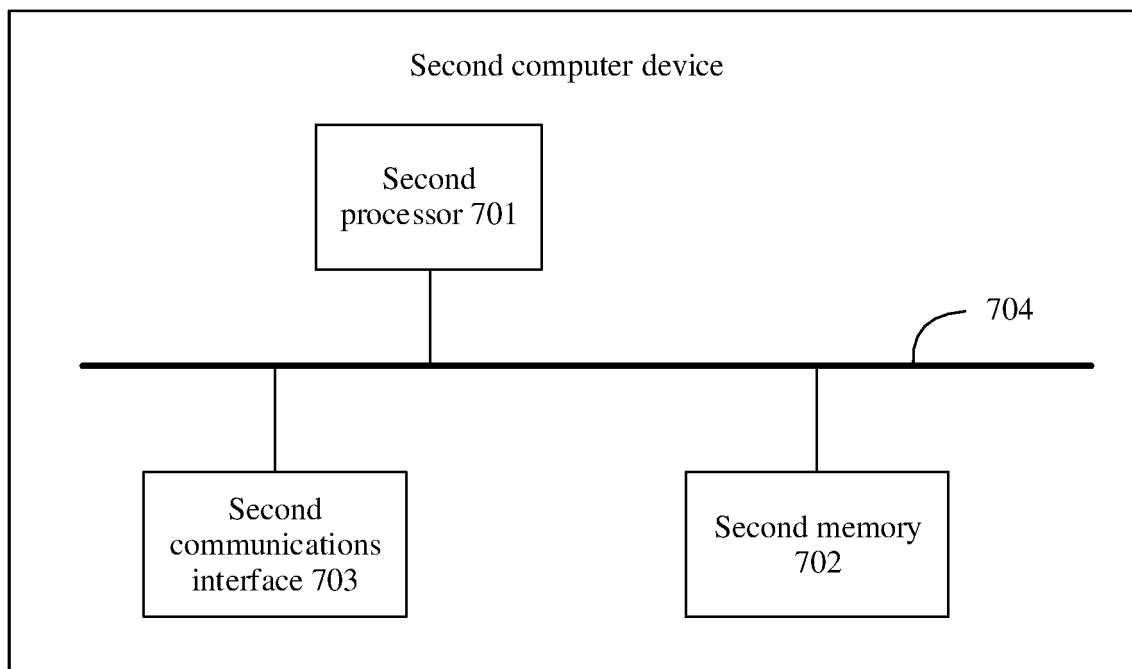 Second computer device
Second
processor 701
704
Second
communications
interface 703
Second memory
702